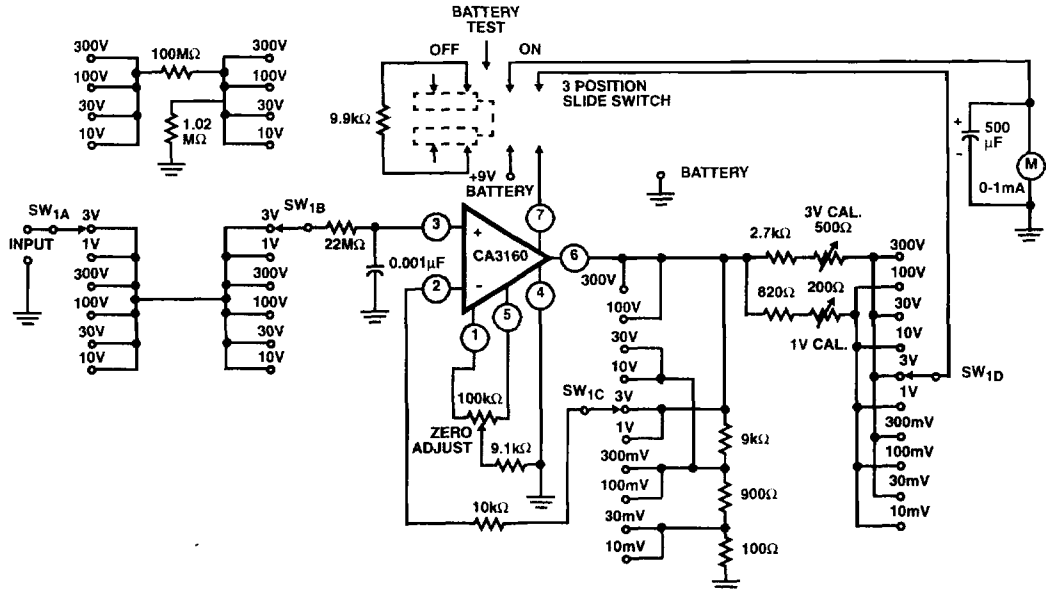 BATTERY
TEST
OFF
ON
3 POSITION
SLIDE SWITCH
9.9kΩ
+9V
BATTERY
BATTERY
+
500
μF
-
M
0-1mA
300V
100V
30V
10V
100MΩ
1.02
MΩ
300V
100V
30V
10V
SW1A
INPUT
3V
1V
300V
100V
30V
10V
3V
1V
300V
100V
30V
10V
SW1B
22MΩ
0.001μF
3
+
2
-
CA3160
7
6
4
5
1
100kΩ
ZERO
ADJUST
9.1kΩ
10kΩ
SW1C
300V
100V
30V
10V
3V
1V
300mV
100mV
30mV
10mV
9kΩ
900Ω
100Ω
2.7kΩ
3V CAL.
500Ω
820Ω
200Ω
1V CAL.
300V
100V
30V
10V
3V
1V
300mV
100mV
30mV
10mV
SW1D